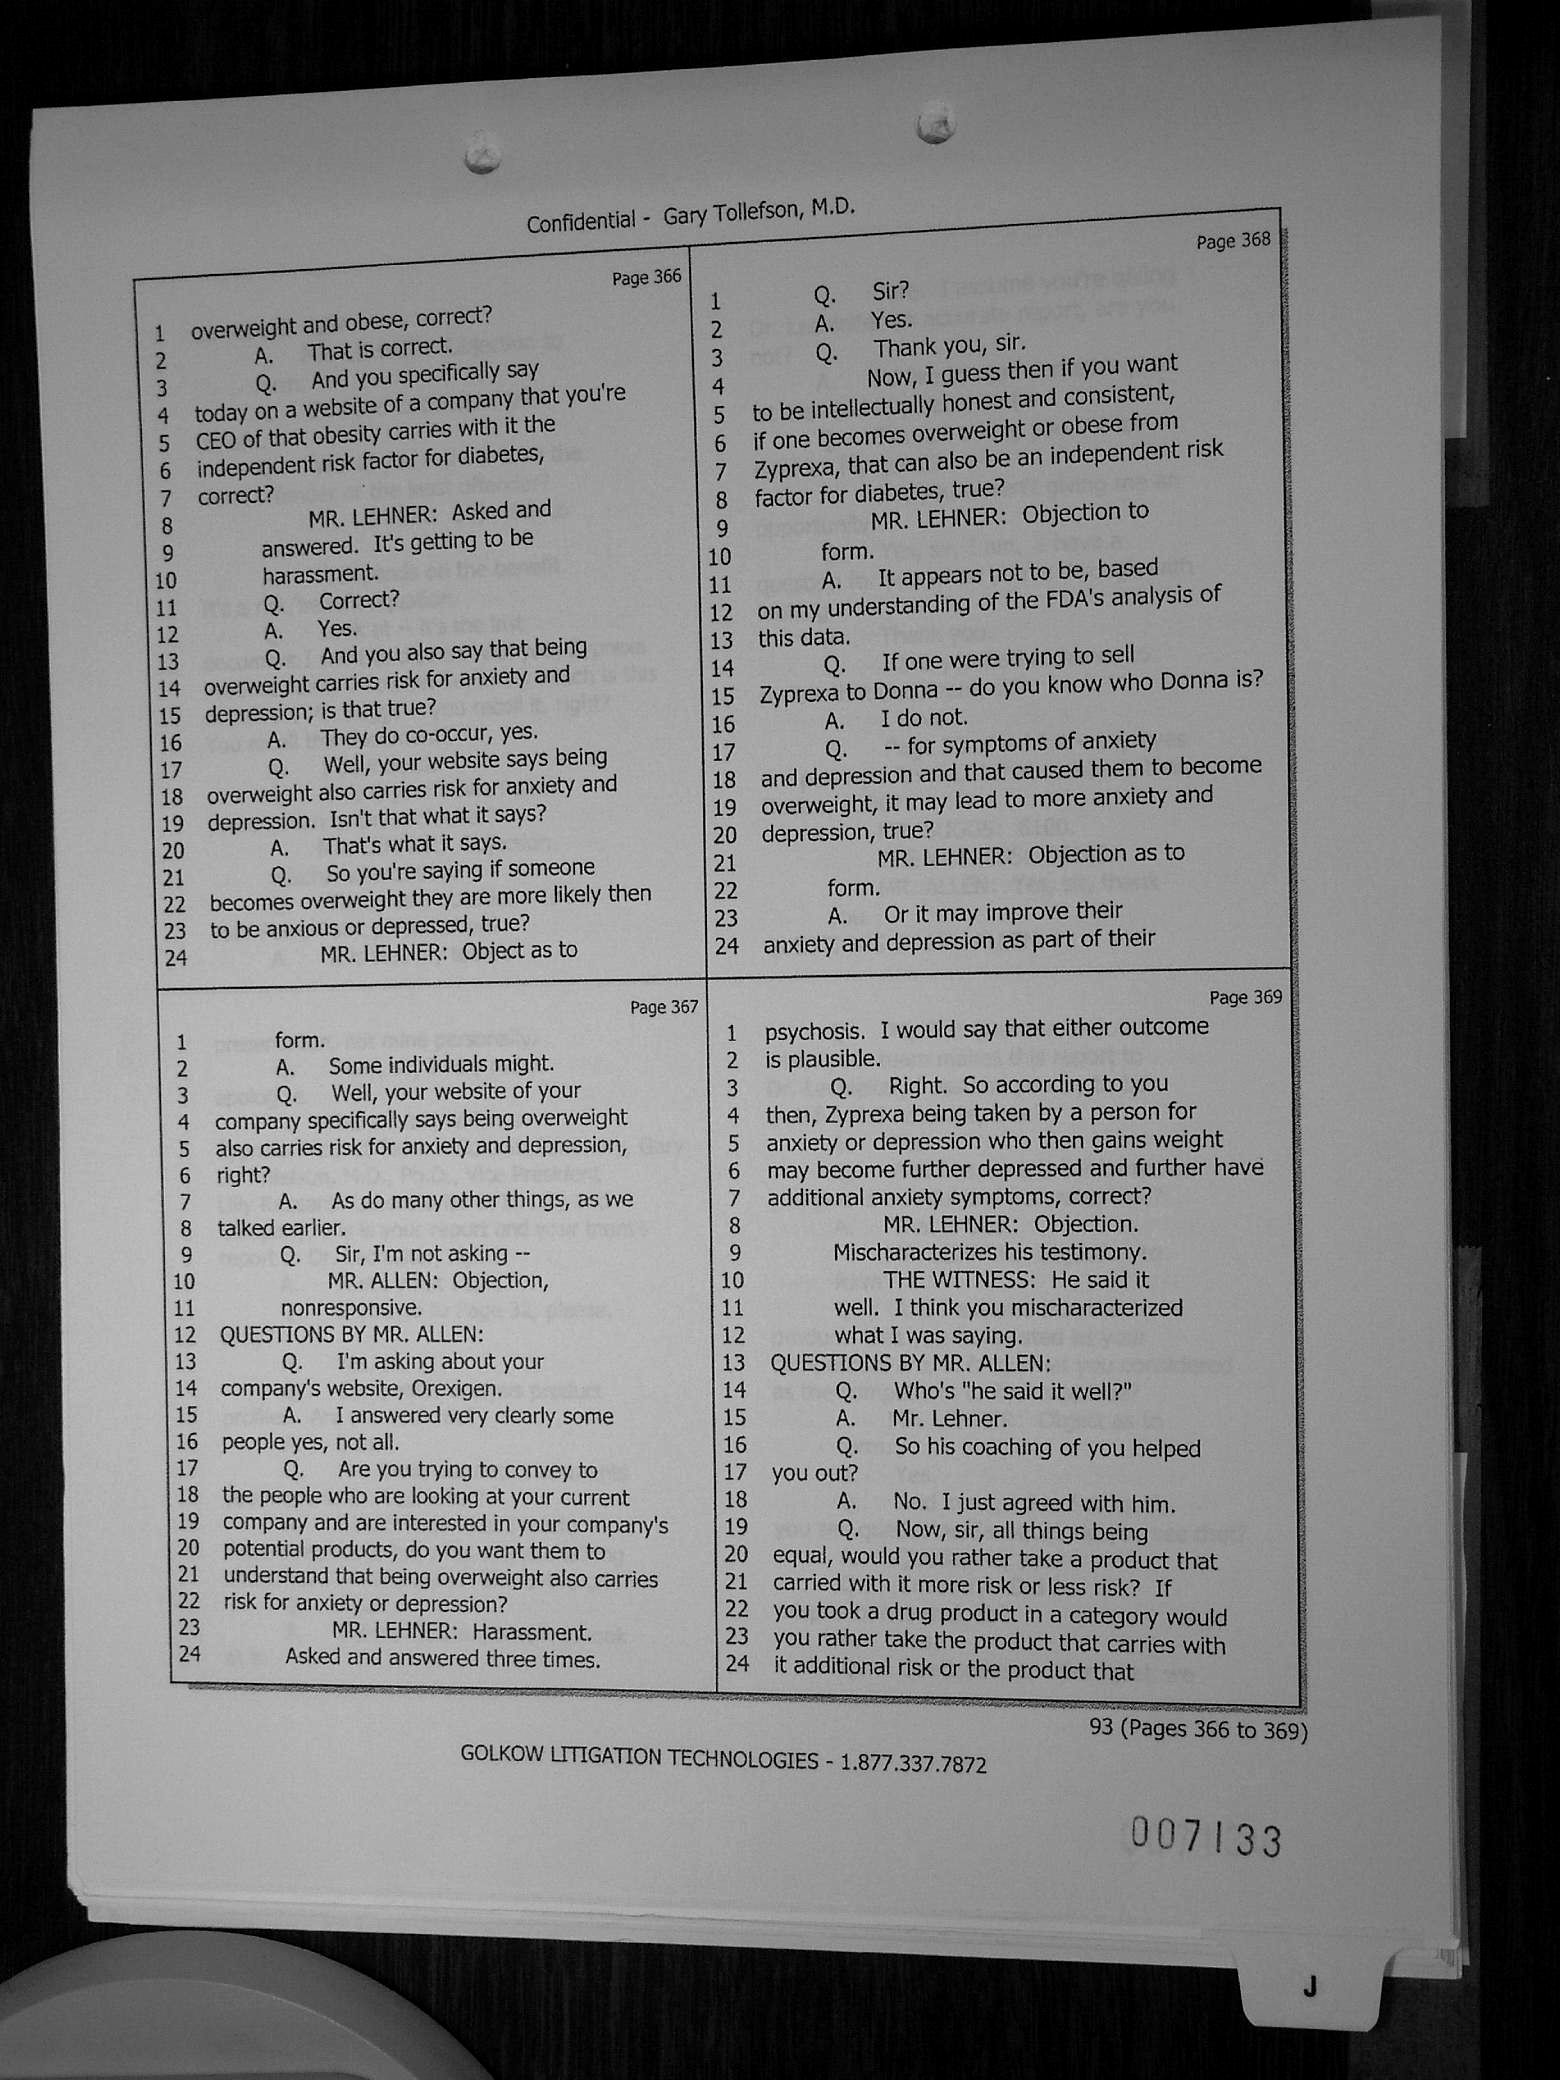 Confidential - Gary Tollefson, M.D.
Page 366
1 overweight and obese, correct?
2 A. That is correct.
3 Q. And you specifically say
4 today on a website of a company that you're
5 CEO of that obesity carries with it the
6 independent risk factor for diabetes,
7 correct?
8 MR. LEHNER: Asked and
9 answered. It's getting to be
10 harassment.
11 Q. Correct?
12 A. Yes.
13 Q. And you also say that being
14 overweight carries risk for anxiety and
15 depression; is that true?
16 A. They do co-occur, yes.
17 Q. Well, your website says being
18 overweight also carries risk for anxiety and
19 depression. Isn't that what it says?
20 A. That's what it says.
21 Q. So you're saying if someone
22 becomes overweight they are more likely then
23 to be anxious or depressed, true?
24 MR. LEHNER: Object as to
Page 367
1 form.
2 A. Some individuals might.
3 Q. Well, your website of your
4 company specifically says being overweight
5 also carries risk for anxiety and depression,
6 right?
7 A. As do many other things, as we
8 talked earlier.
9 Q. Sir, I'm not asking --
10 MR. ALLEN: Objection,
11 nonresponsive.
12 QUESTIONS BY MR. ALLEN:
13 Q. I'm asking about your
14 company's website, Orexigen.
15 A. I answered very clearly some
16 people yes, not all.
17 Q. Are you trying to convey to
18 the people who are looking at your current
19 company and are interested in your company's
20 potential products, do you want them to
21 understand that being overweight also carries
22 risk for anxiety or depression?
23 MR. LEHNER: Harassment.
24 Asked and answered three times.
Page 368
1 Q. Sir?
2 A. Yes.
3 Q. Thank you, sir.
4 Now, I guess then if you want
5 to be intellectually honest and consistent,
6 if one becomes overweight or obese from
7 Zyprexa, that can also be an independent risk
8 factor for diabetes, true?
9 MR. LEHNER: Objection to
10 form.
11 A. It appears not to be, based
12 on my understanding of the FDA's analysis of
13 this data.
14 Q. If one were trying to sell
15 Zyprexa to Donna -- do you know who Donna is?
16 A. I do not.
17 Q. -- for symptoms of anxiety
18 and depression and that caused them to become
19 overweight, it may lead to more anxiety and
20 depression, true?
21 MR. LEHNER: Objection as to
22 form.
23 A. Or it may improve their
24 anxiety and depression as part of their
Page 369
1 psychosis. I would say that either outcome
2 is plausible.
3 Q. Right. So according to you
4 then, Zyprexa being taken by a person for
5 anxiety or depression who then gains weight
6 may become further depressed and further have
7 additional anxiety symptoms, correct?
8 MR. LEHNER: Objection.
9 Mischaracterizes his testimony.
10 THE WITNESS: He said it
11 well. I think you mischaracterized
12 what I was saying.
13 QUESTIONS BY MR. ALLEN:
14 Q. Who's "he said it well?"
15 A. Mr. Lehner.
16 Q. So his coaching of you helped
17 you out?
18 A. No. I just agreed with him.
19 Q. Now, sir, all things being
20 equal, would you rather take a product that
21 carried with it more risk or less risk? If
22 you took a drug product in a category would
23 you rather take the product that carries with
24 it additional risk or the product that
93 (Pages 366 to 369)
GOLKOW LITIGATION TECHNOLOGIES - 1.877.337.7872
007133
J